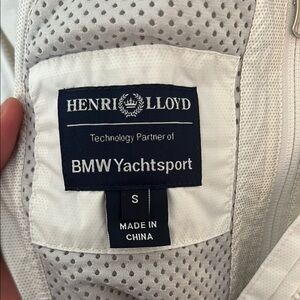 HENRI LLOYD
Technology Partner of
BMW Yachtsport
S
MADE IN
CHINA